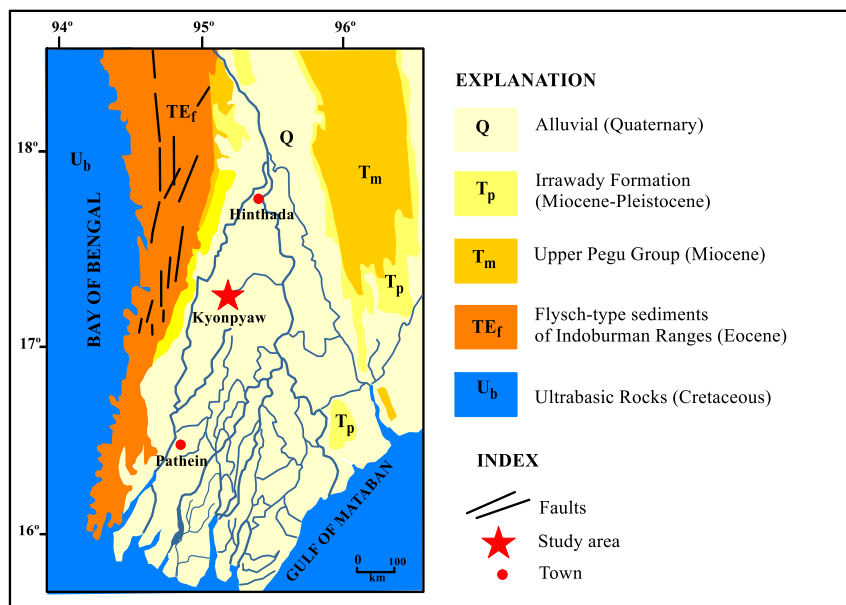 94º 95º 96º
18º
17º
16º
TEf
Ub
Q
Tm
Hinthada
BAY OF BENGAL
Tp
Kyonpyaw
Tp
Pathein
GULF OF MATABAN
0 100
km
EXPLANATION
Q Alluvial (Quaternary)
Tp Irrawady Formation
(Miocene-Pleistocene)
Tm Upper Pegu Group (Miocene)
TEf Flysch-type sediments
of Indoburman Ranges (Eocene)
Ub Ultrabasic Rocks (Cretaceous)
INDEX
Faults
Study area
Town